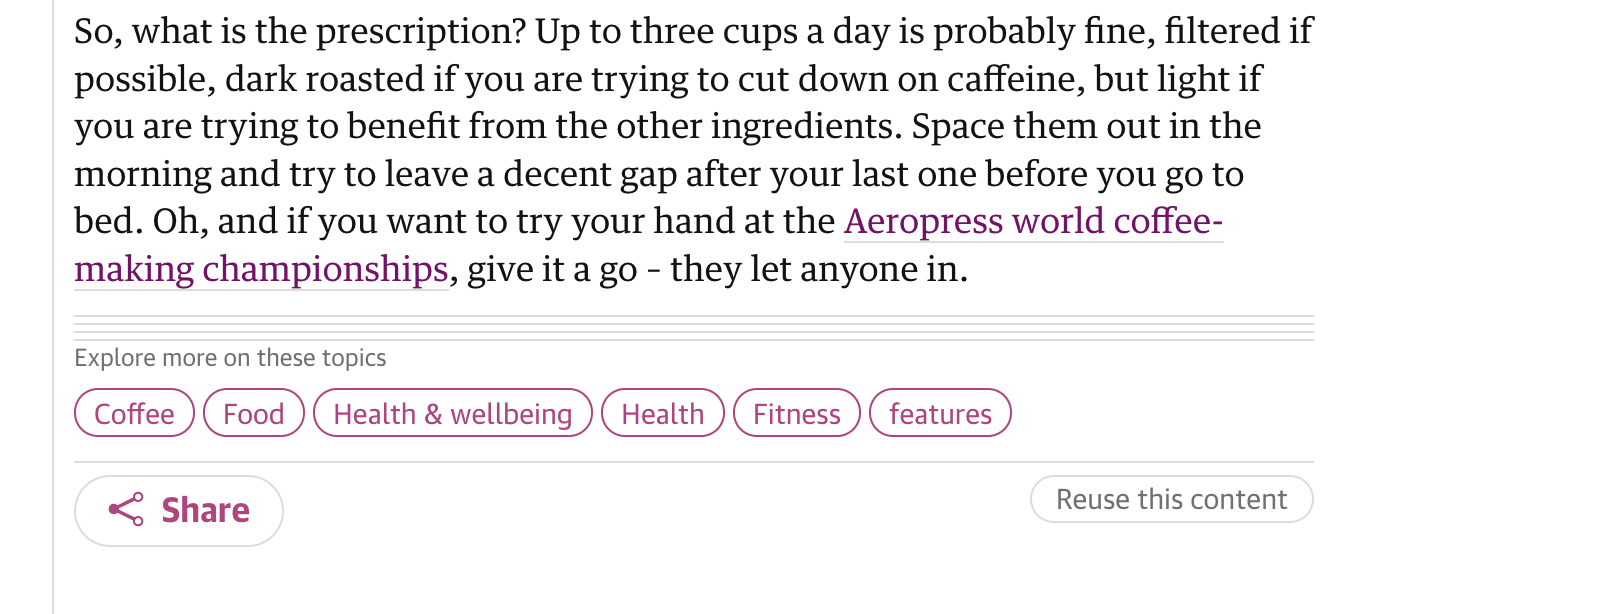 So, what is the prescription? Up to three cups a day is probably fine, filtered if
possible, dark roasted if you are trying to cut down on caffeine, but light if
you are trying to benefit from the other ingredients. Space them out in the
morning and try to leave a decent gap after your last one before you go to
bed. Oh, and if you want to try your hand at the Aeropress world coffee-
making championships, give it a go – they let anyone in.
Explore more on these topics
Coffee Food Health & wellbeing Health Fitness features
Share Reuse this content